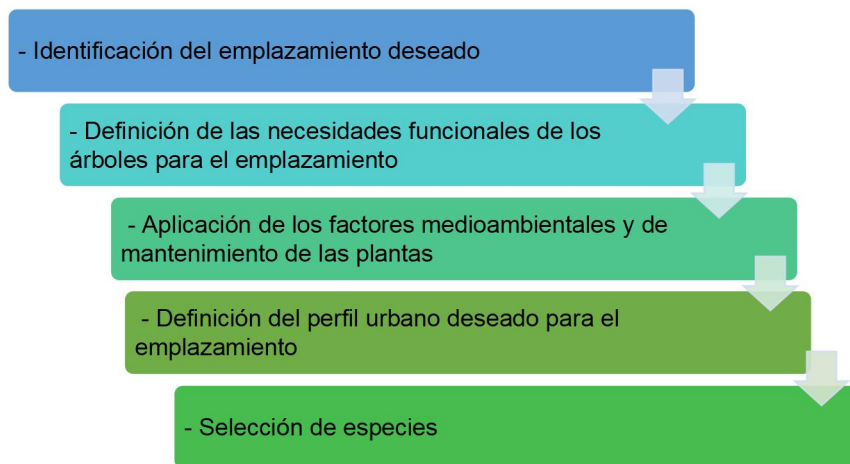 - Identificación del emplazamiento deseado
- Definición de las necesidades funcionales de los
árboles para el emplazamiento
- Aplicación de los factores medioambientales y de
mantenimiento de las plantas
- Definición del perfil urbano deseado para el
emplazamiento
- Selección de especies